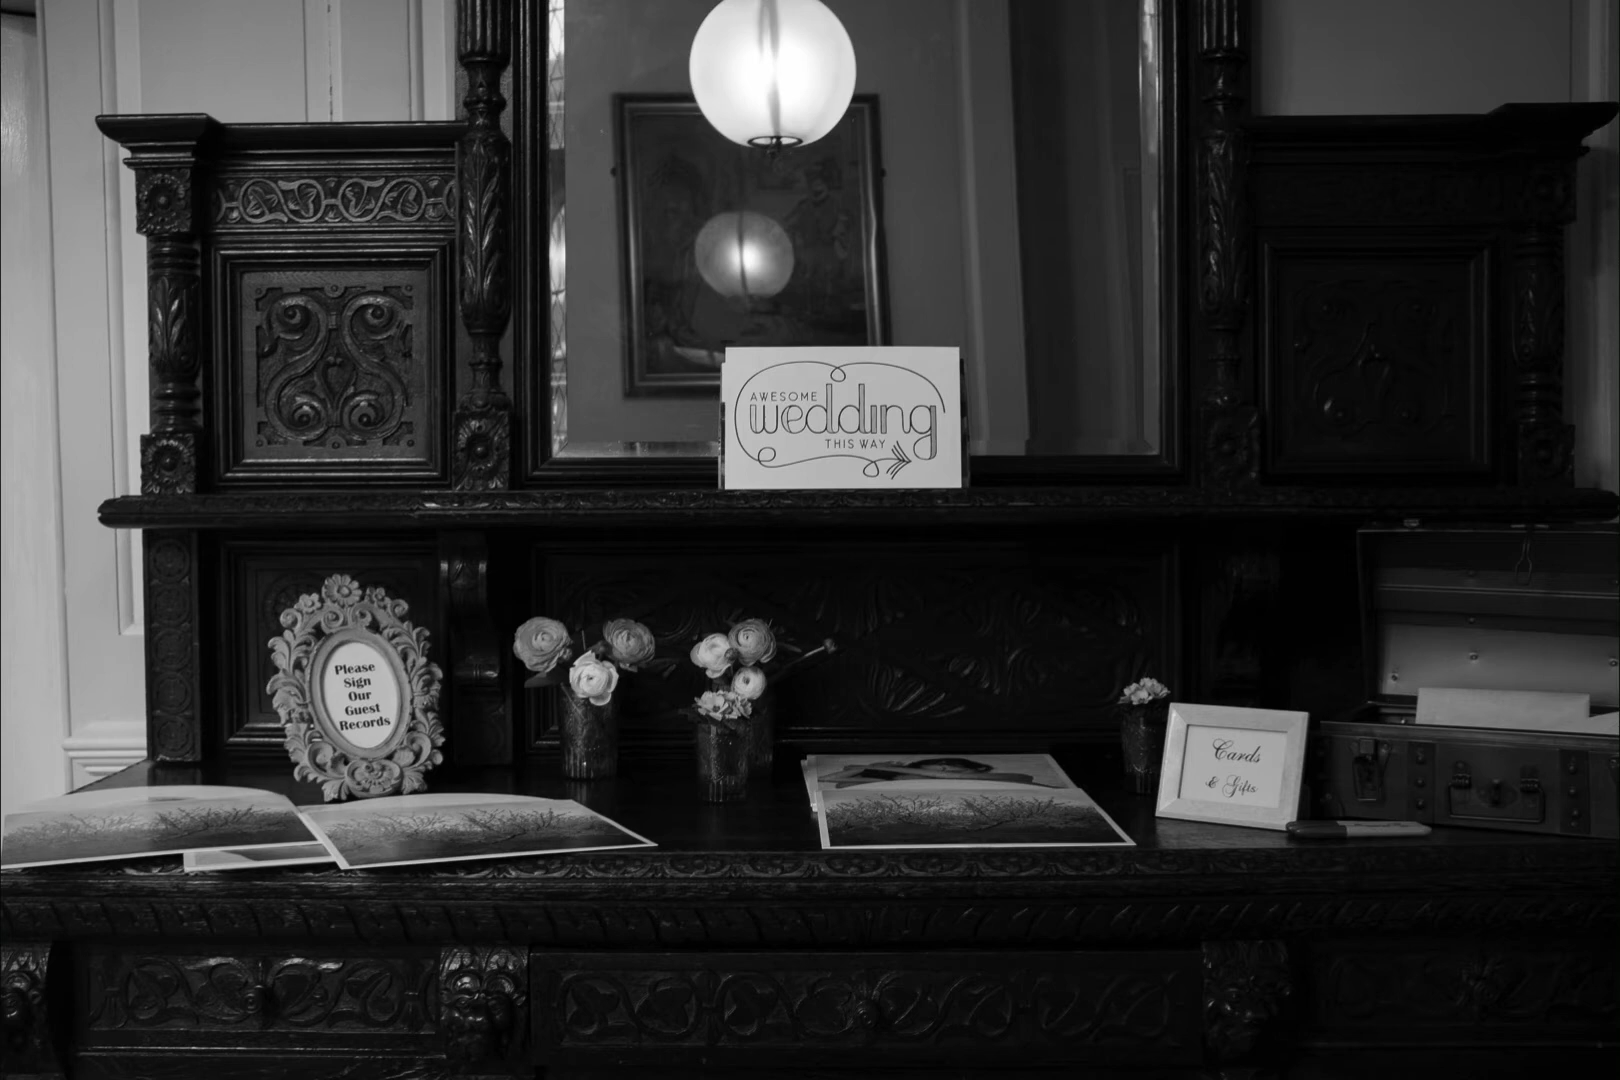 AWESOME
wedding
THIS WAY
Please
Sign
Our
Guest
Records
Cards
& Gifts